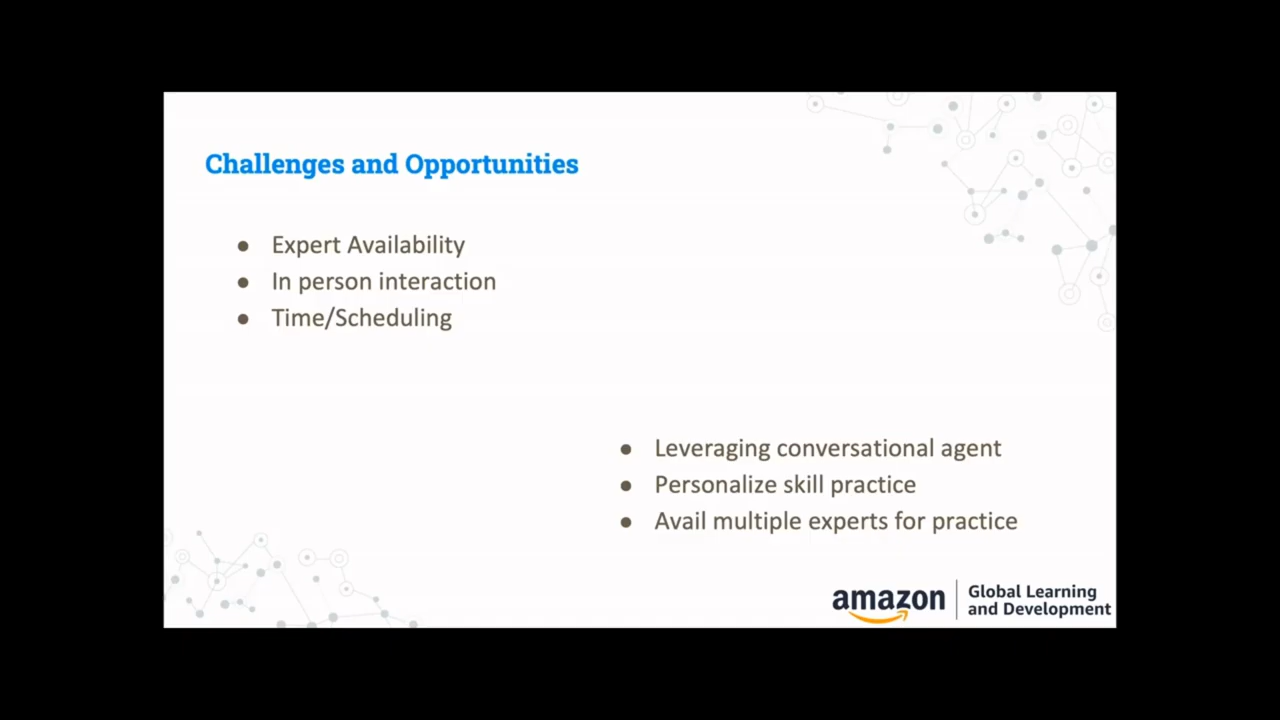 Challenges and Opportunities
● Expert Availability
● In person interaction
● Time/Scheduling
● Leveraging conversational agent
● Personalize skill practice
● Avail multiple experts for practice
amazon
Global Learning
and Development